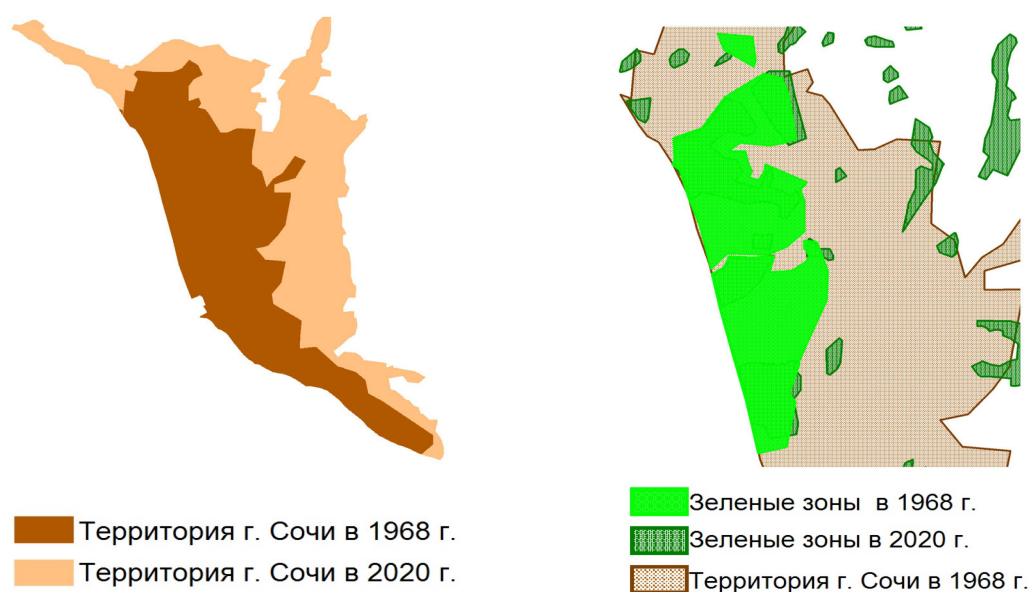 Территория г. Сочи в 1968 г.
Территория г. Сочи в 2020 г.
Зеленые зоны в 1968 г.
Зеленые зоны в 2020 г.
Территория г. Сочи в 1968 г.